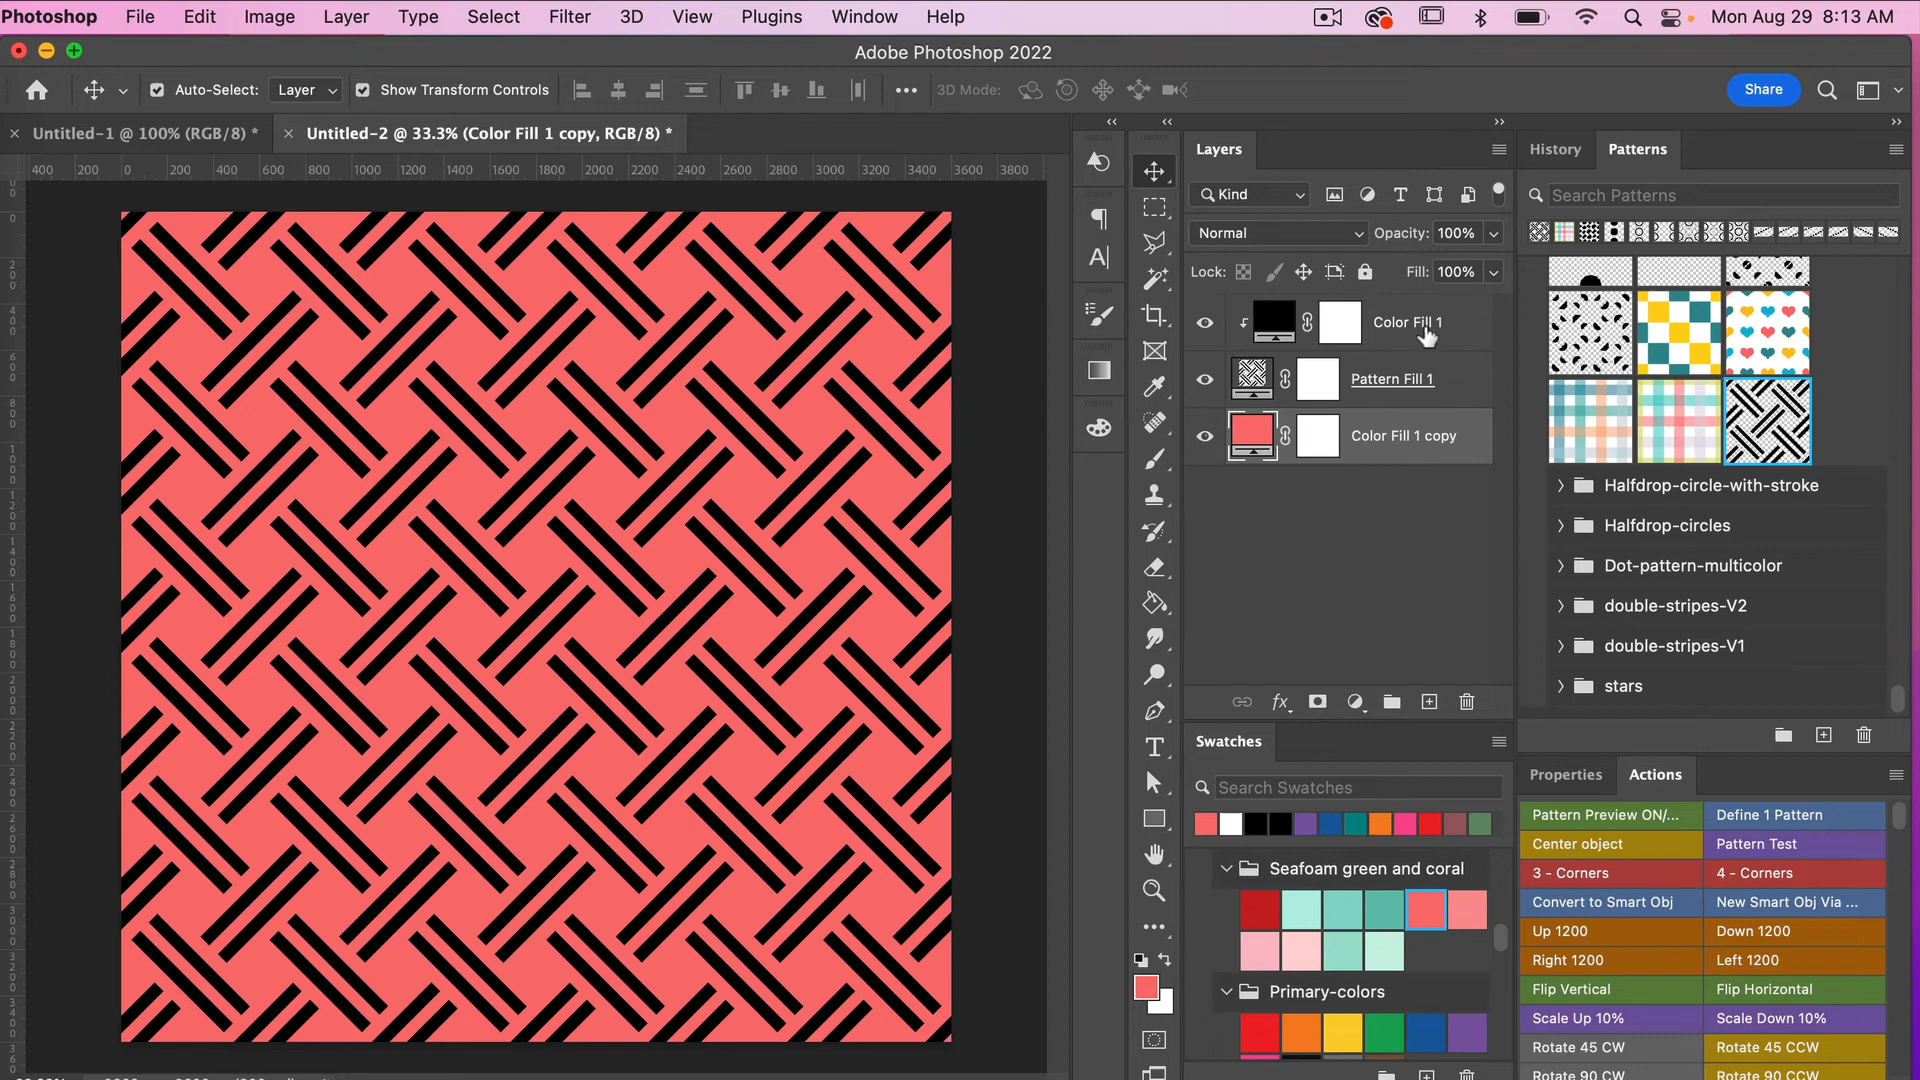 Photoshop File Edit Image Layer Type Select Filter 3D View Plugins Window Help Mon Aug 29 8:13 AM
Adobe Photoshop 2022
Auto-Select: Layer Show Transform Controls 3D Mode: Share
Untitled-1 @ 100% (RGB/8) * Untitled-2 @ 33.3% (Color Fill 1 copy, RGB/8) *
400 200 0 200 400 600 800 1000 1200 1400 1600 1800 2000 2200 2400 2600 2800 3000 3200 3400 3600 3800
Layers
Kind
Normal Opacity: 100%
Lock: Fill: 100%
Color Fill 1
Pattern Fill 1
Color Fill 1 copy
History Patterns
Search Patterns
Halfdrop-circle-with-stroke
Halfdrop-circles
Dot-pattern-multicolor
double-stripes-V2
double-stripes-V1
stars
Swatches
Search Swatches
Seafoam green and coral
Primary-colors
Properties Actions
Pattern Preview ON/... Define 1 Pattern
Center object Pattern Test
3 - Corners 4 - Corners
Convert to Smart Obj New Smart Obj Via ...
Up 1200 Down 1200
Right 1200 Left 1200
Flip Vertical Flip Horizontal
Scale Up 10% Scale Down 10%
Rotate 45 CW Rotate 45 CCW
Rotate 90 CW Rotate 90 CCW